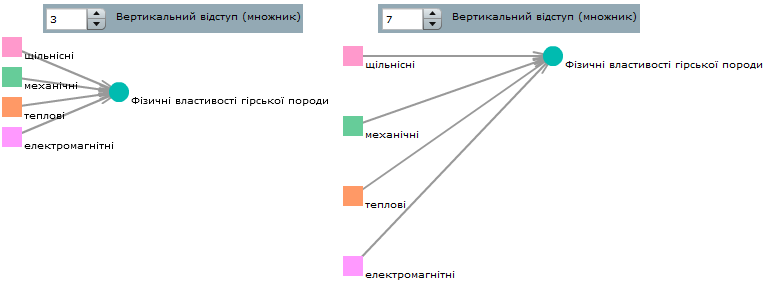 3
Вертикальний відступ (множник)
щільнісні
механічні
теплові
електромагнітні
Фізичні властивості гірської породи
7
Вертикальний відступ (множник)
щільнісні
механічні
теплові
електромагнітні
Фізичні властивості гірської породи